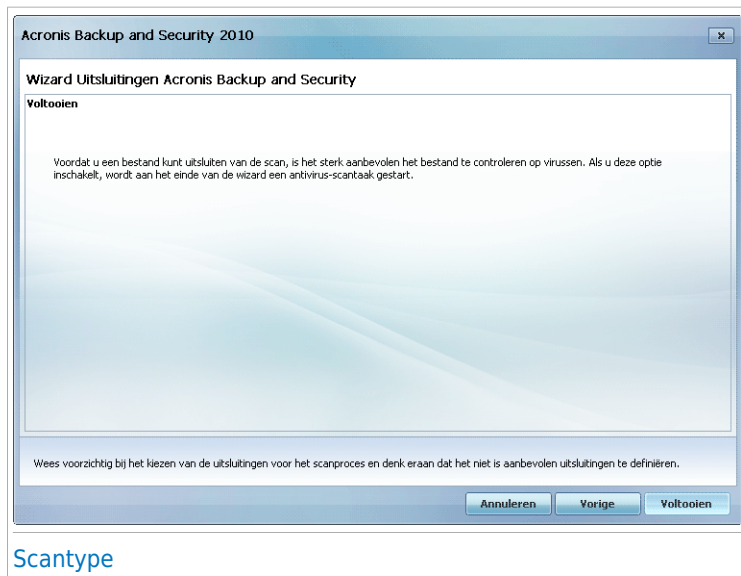 Acronis Backup and Security 2010
x
Wizard Uitsluitingen Acronis Backup and Security
Voltooien
Voordat u een bestand kunt uitsluiten van de scan, is het sterk aanbevolen het bestand te controleren op virussen. Als u deze optie
inschakelt, wordt aan het einde van de wizard een antivirus-scantaak gestart.
Wees voorzichtig bij het kiezen van de uitsluitingen voor het scanproces en denk eraan dat het niet is aanbevolen uitsluitingen te definiëren.
Annuleren Vorige Voltooien
Scantype